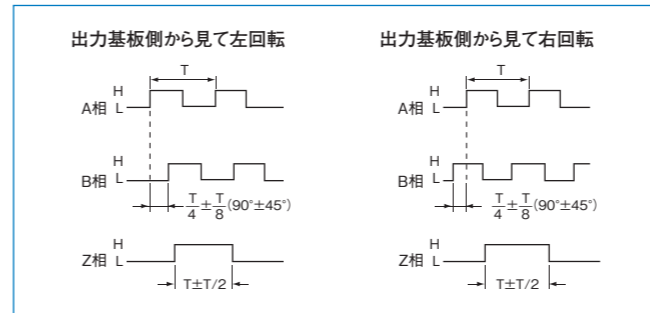 出力基板側から見て左回転
T
H
A相 L
H
B相 L
T/4±T/8(90°±45°)
H
Z相 L
T±T/2
出力基板側から見て右回転
T
H
A相 L
H
B相 L
T/4±T/8(90°±45°)
H
Z相 L
T±T/2